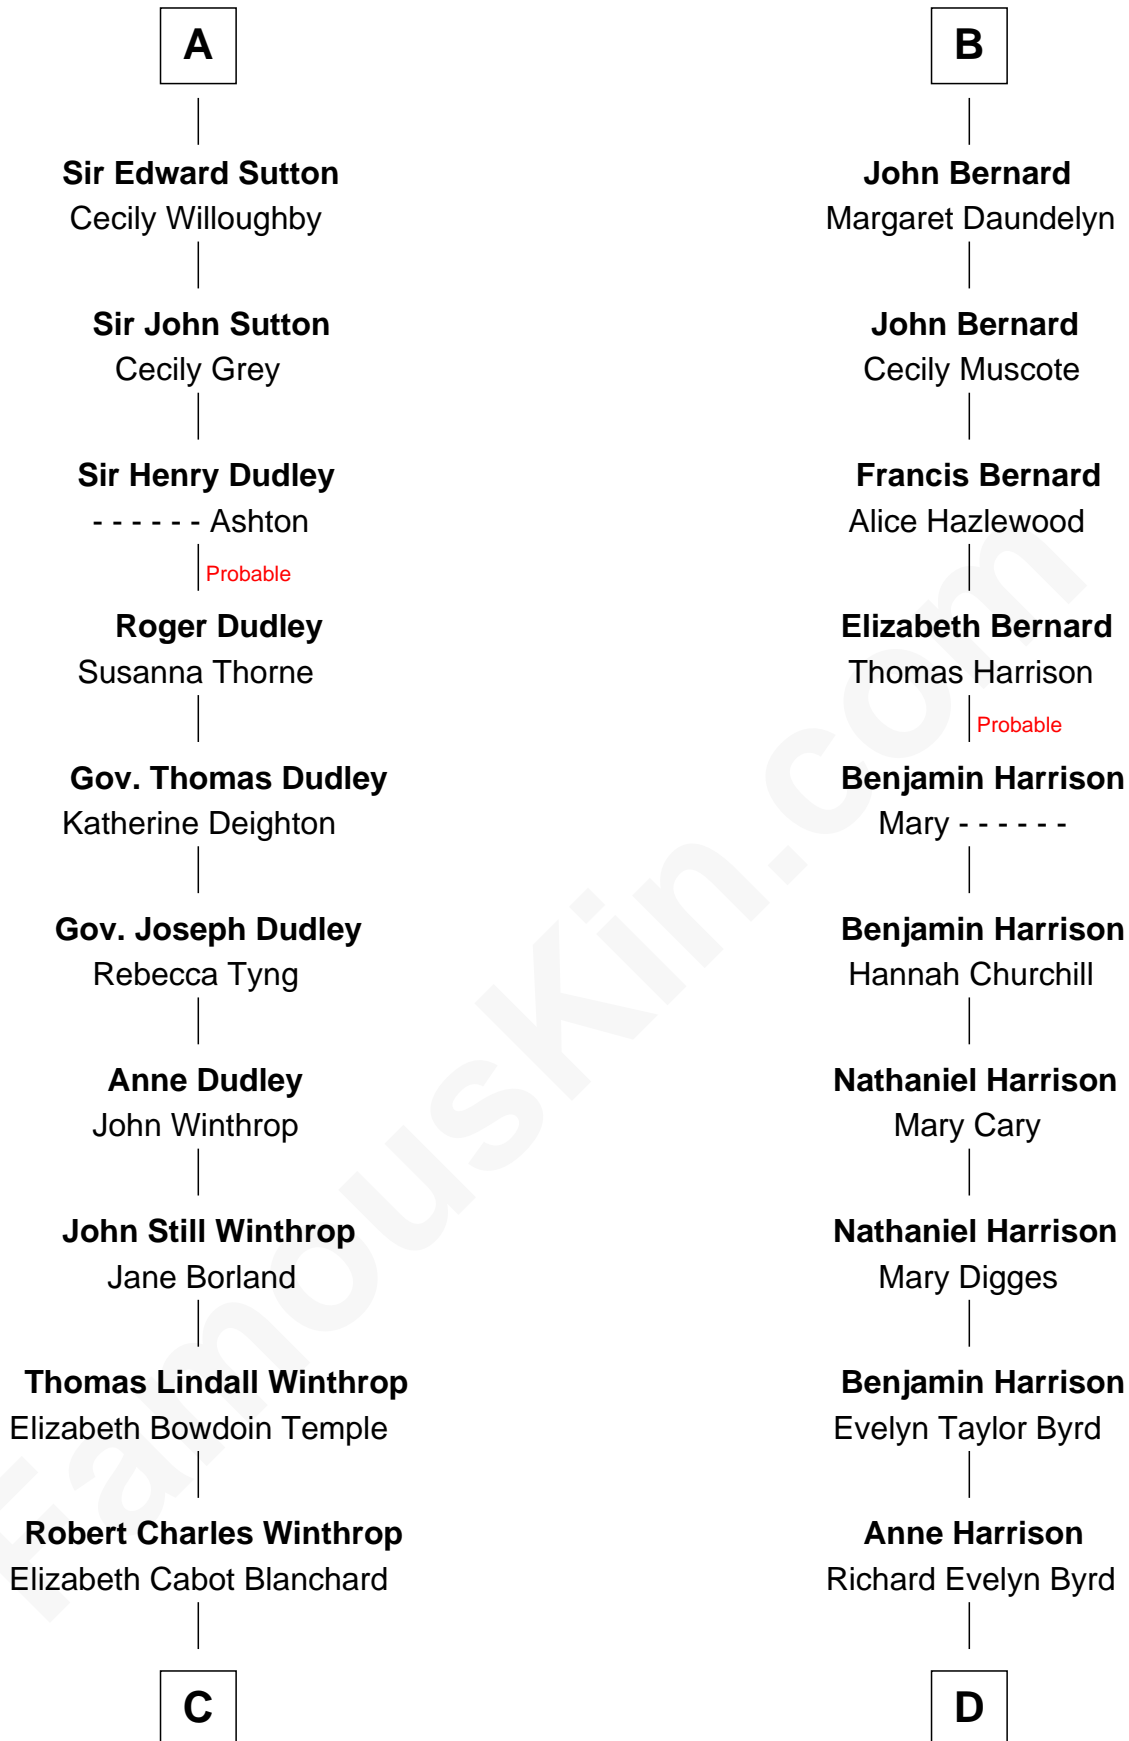 A
Sir Edward Sutton
Cecily Willoughby
Sir John Sutton
Cecily Grey
Sir Henry Dudley
- - - - - - Ashton
Probable
Roger Dudley
Susanna Thorne
Gov. Thomas Dudley
Katherine Deighton
Gov. Joseph Dudley
Rebecca Tyng
Anne Dudley
John Winthrop
John Still Winthrop
Jane Borland
Thomas Lindall Winthrop
Elizabeth Bowdoin Temple
Robert Charles Winthrop
Elizabeth Cabot Blanchard
C
B
John Bernard
Margaret Daundelyn
John Bernard
Cecily Muscote
Francis Bernard
Alice Hazlewood
Elizabeth Bernard
Thomas Harrison
Probable
Benjamin Harrison
Mary - - - - - -
Benjamin Harrison
Hannah Churchill
Nathaniel Harrison
Mary Cary
Nathaniel Harrison
Mary Digges
Benjamin Harrison
Evelyn Taylor Byrd
Anne Harrison
Richard Evelyn Byrd
D
FamousKin.com